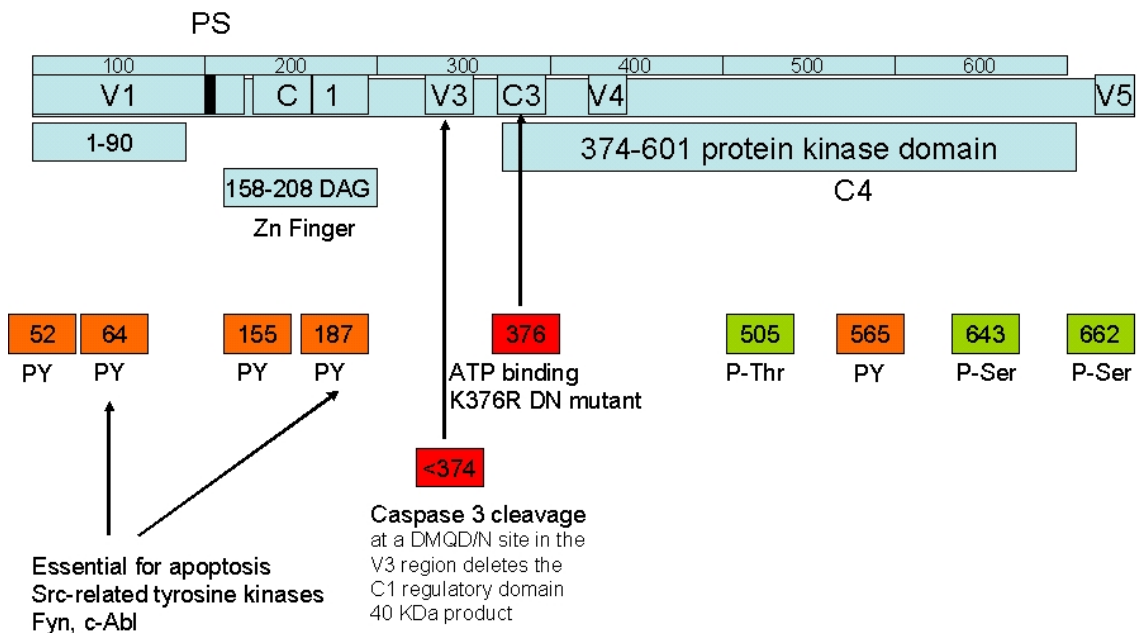 PS
100 200 300 400 500 600
V1 C 1 V3 C3 V4 V5
1-90
374-601 protein kinase domain
C4
158-208 DAG
Zn Finger
52 64 155 187 376 505 565 643 662
PY PY PY PY P-Thr PY P-Ser P-Ser
ATP binding
K376R DN mutant
<374
Caspase 3 cleavage
at a DMQD/N site in the
V3 region deletes the
C1 regulatory domain
40 KDa product
Essential for apoptosis
Src-related tyrosine kinases
Fyn, c-Abl